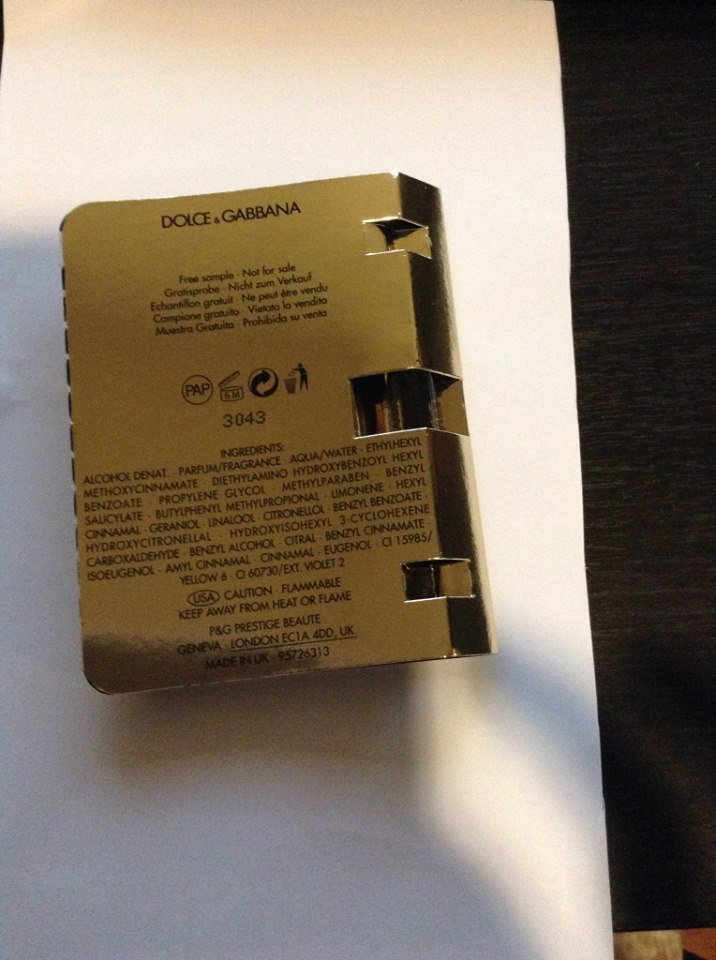 DOLCE & GABBANA
Free sample · Not for sale
Gratisprobe · Nicht zum Verkauf
Echantillon gratuit · Ne peut être vendu
Campione gratuito · Vietata la vendita
Muestra Gratuita · Prohibida su venta
PAP 6 M
3043
INGREDIENTS:
ALCOHOL DENAT. · PARFUM/FRAGRANCE · AQUA/WATER · ETHYLHEXYL
METHOXYCINNAMATE · DIETHYLAMINO HYDROXYBENZOYL HEXYL
BENZOATE · PROPYLENE GLYCOL · METHYLPARABEN · BENZYL
SALICYLATE · BUTYLPHENYL METHYLPROPIONAL · LIMONENE · HEXYL
CINNAMAL · GERANIOL · LINALOOL · CITRONELLOL · BENZYL BENZOATE ·
HYDROXYCITRONELLAL · HYDROXYISOHEXYL 3-CYCLOHEXENE
CARBOXALDEHYDE · BENZYL ALCOHOL · CITRAL · BENZYL CINNAMATE ·
ISOEUGENOL · AMYL CINNAMAL · CINNAMAL · EUGENOL · CI 15985/
YELLOW 6 · CI 60730/EXT. VIOLET 2
USA CAUTION · FLAMMABLE
KEEP AWAY FROM HEAT OR FLAME
P&G PRESTIGE BEAUTE
GENEVA · LONDON EC1A 4DD, UK
MADE IN UK · 95726313